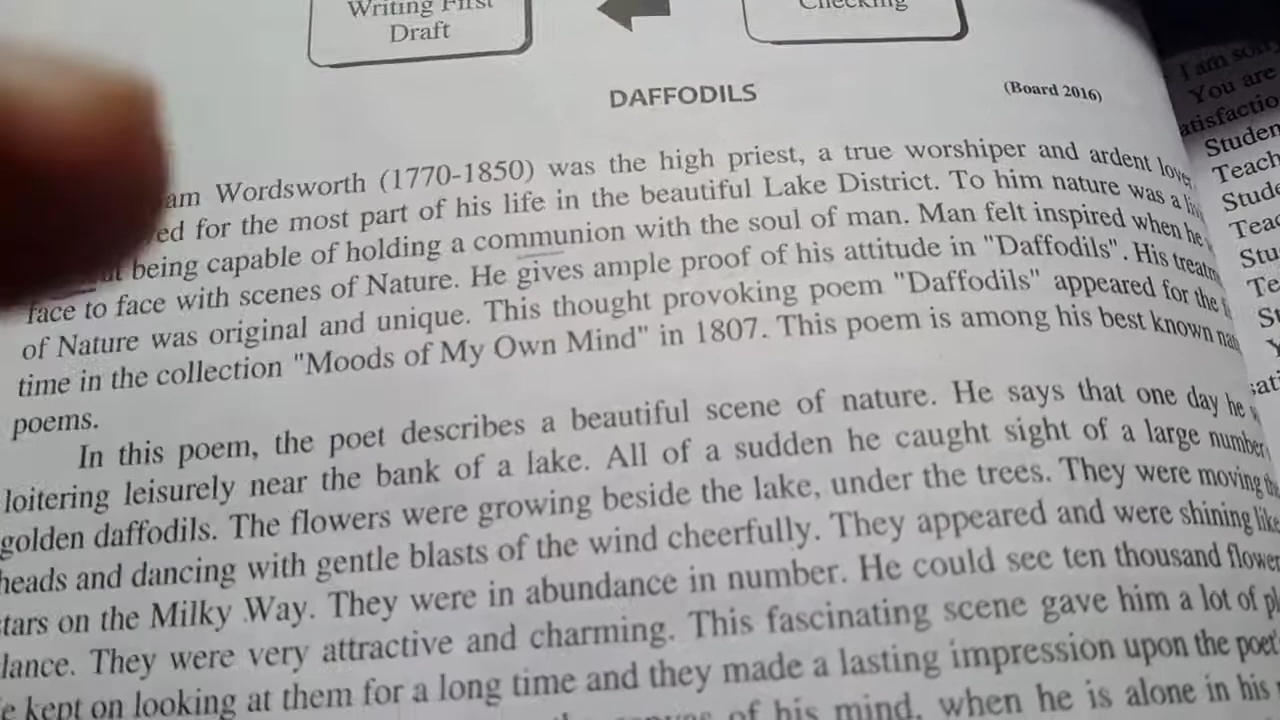 Writing First
Draft
Checking
DAFFODILS
(Board 2016)
am Wordsworth (1770-1850) was the high priest, a true worshiper and ardent
ed for the most part of his life in the beautiful Lake District. To him nature was a
being capable of holding a communion with the soul of man. Man felt inspired when he
face to face with scenes of Nature. He gives ample proof of his attitude in "Daffodils". His
of Nature was original and unique. This thought provoking poem "Daffodils" appeared for the
time in the collection "Moods of My Own Mind" in 1807. This poem is among his best known
poems.
In this poem, the poet describes a beautiful scene of nature. He says that one day he
loitering leisurely near the bank of a lake. All of a sudden he caught sight of a large number
golden daffodils. The flowers were growing beside the lake, under the trees. They were moving
heads and dancing with gentle blasts of the wind cheerfully. They appeared and were shining like
tars on the Milky Way. They were in abundance in number. He could see ten thousand flower
lance. They were very attractive and charming. This fascinating scene gave him a lot of
e kept on looking at them for a long time and they made a lasting impression upon the poet'
of his mind, when he is alone in his
I am sorry
You are
atisfactio
Studen
Teach
Stude
Teac
Stu
Te
St
Y
sati